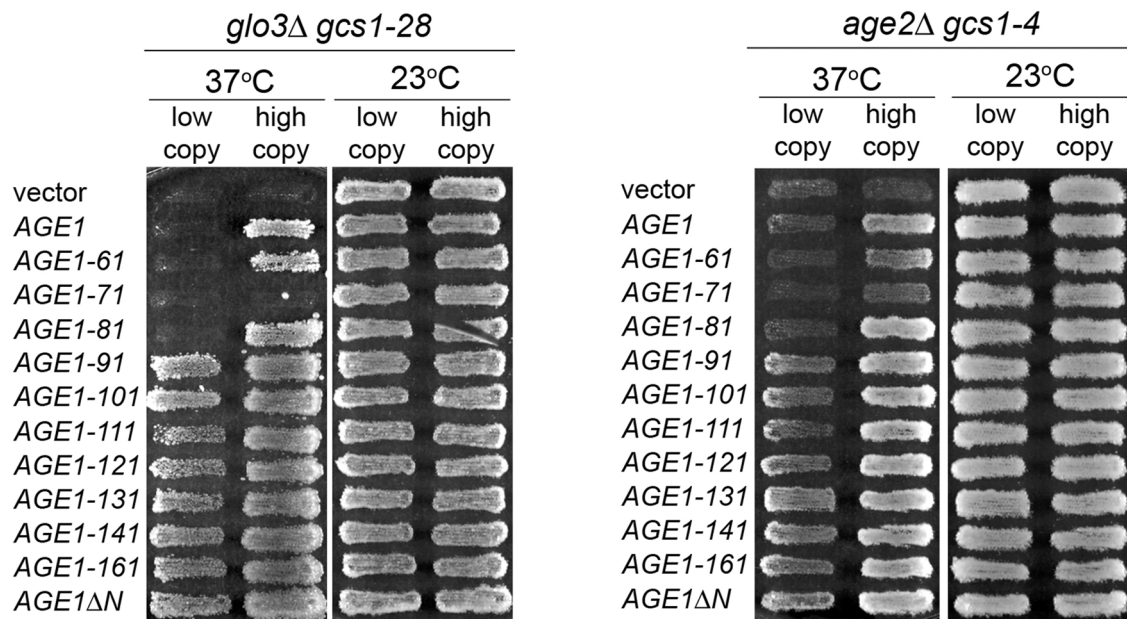 glo3Δ gcs1-28
37°C 23°C
low high low high
copy copy copy copy
vector
AGE1
AGE1-61
AGE1-71
AGE1-81
AGE1-91
AGE1-101
AGE1-111
AGE1-121
AGE1-131
AGE1-141
AGE1-161
AGE1ΔN
age2Δ gcs1-4
37°C 23°C
low high low high
copy copy copy copy
vector
AGE1
AGE1-61
AGE1-71
AGE1-81
AGE1-91
AGE1-101
AGE1-111
AGE1-121
AGE1-131
AGE1-141
AGE1-161
AGE1ΔN